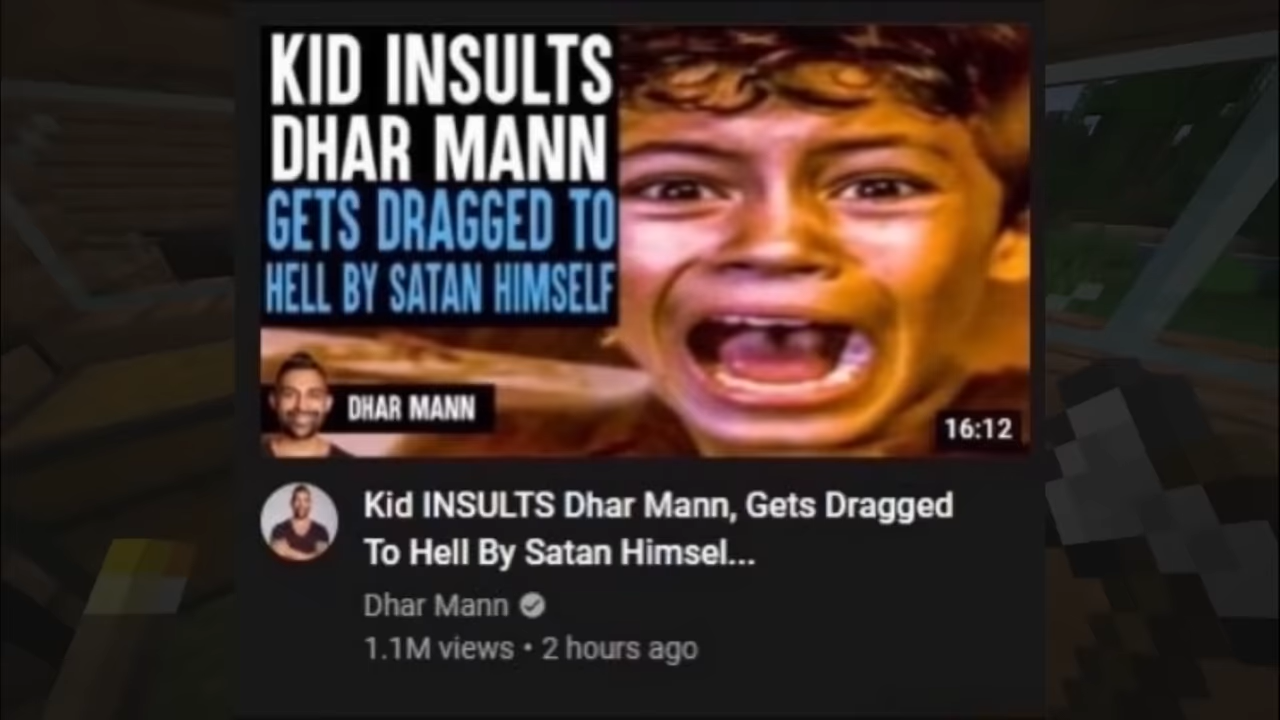 KID INSULTS
DHAR MANN
GETS DRAGGED TO
HELL BY SATAN HIMSELF
DHAR MANN
16:12
Kid INSULTS Dhar Mann, Gets Dragged
To Hell By Satan Himsel...
Dhar Mann
1.1M views • 2 hours ago